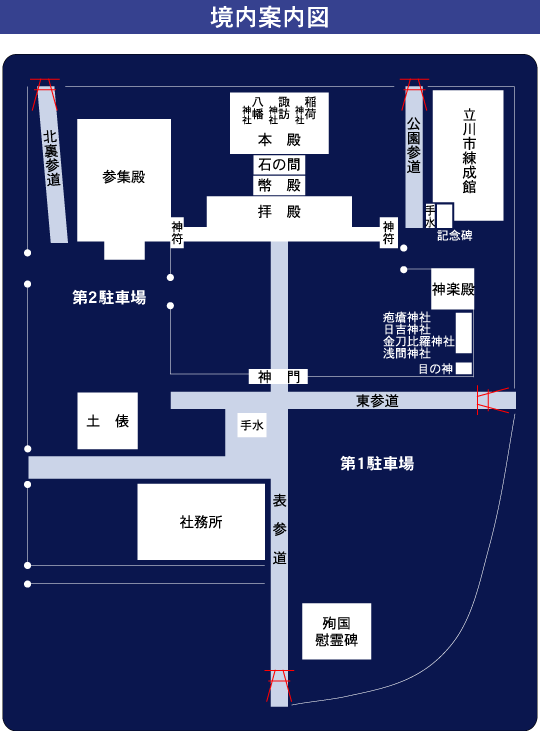 境内案内図
八幡神社
諏訪神社
稲荷神社
本殿
石の間
幣殿
拝殿
神符
神符
北裏参道
参集殿
公園参道
立川市練成館
手水
記念碑
第2駐車場
神楽殿
疱瘡神社
日吉神社
金刀比羅神社
浅間神社
目の神
神門
東参道
土俵
手水
第1駐車場
表参道
社務所
殉国
慰霊碑